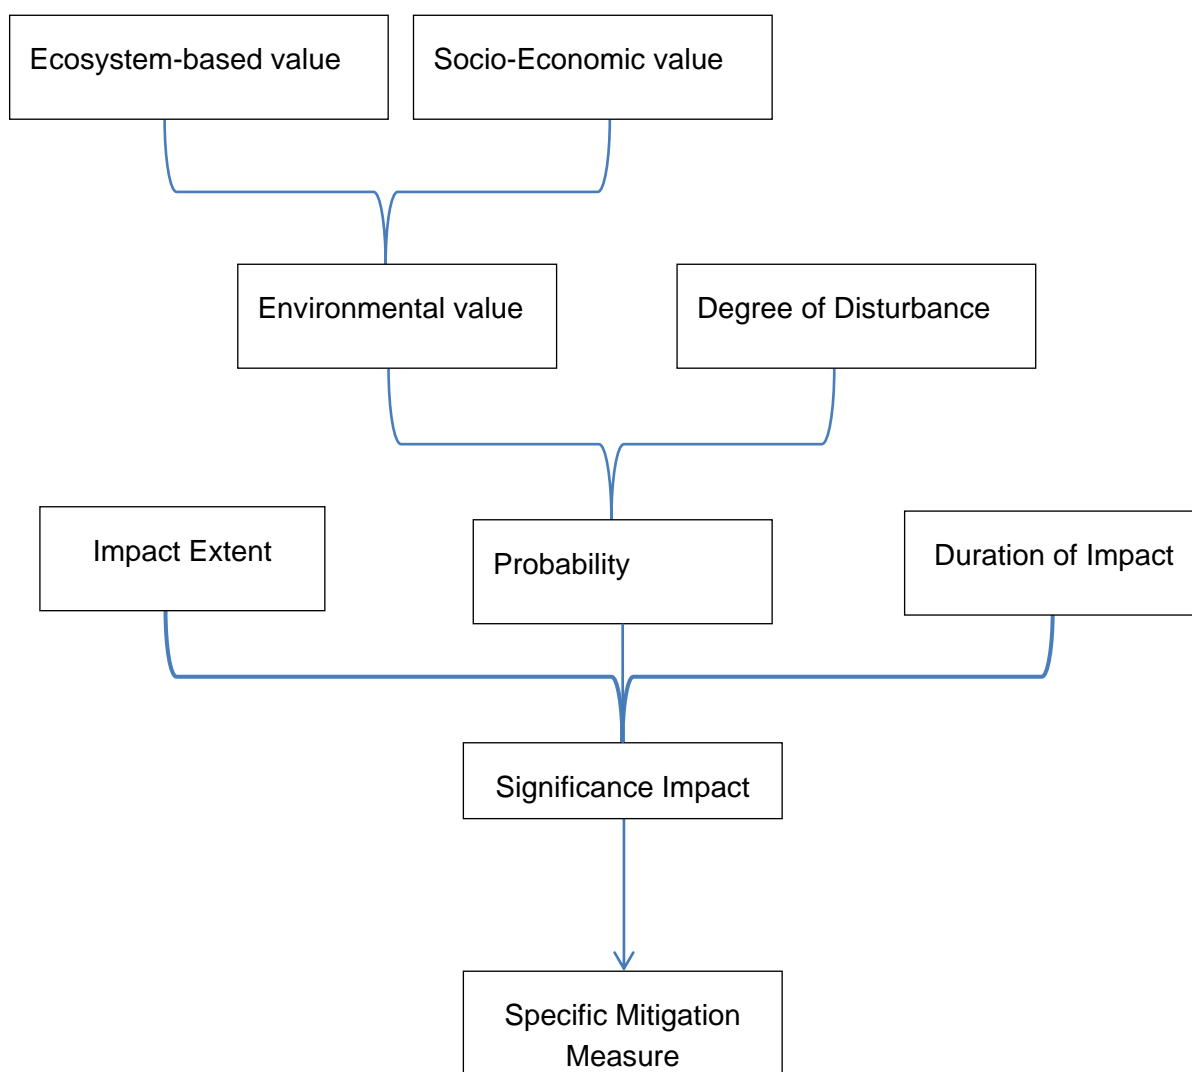 Ecosystem-based value
Socio-Economic value
Environmental value
Degree of Disturbance
Impact Extent
Probability
Duration of Impact
Significance Impact
Specific Mitigation
Measure